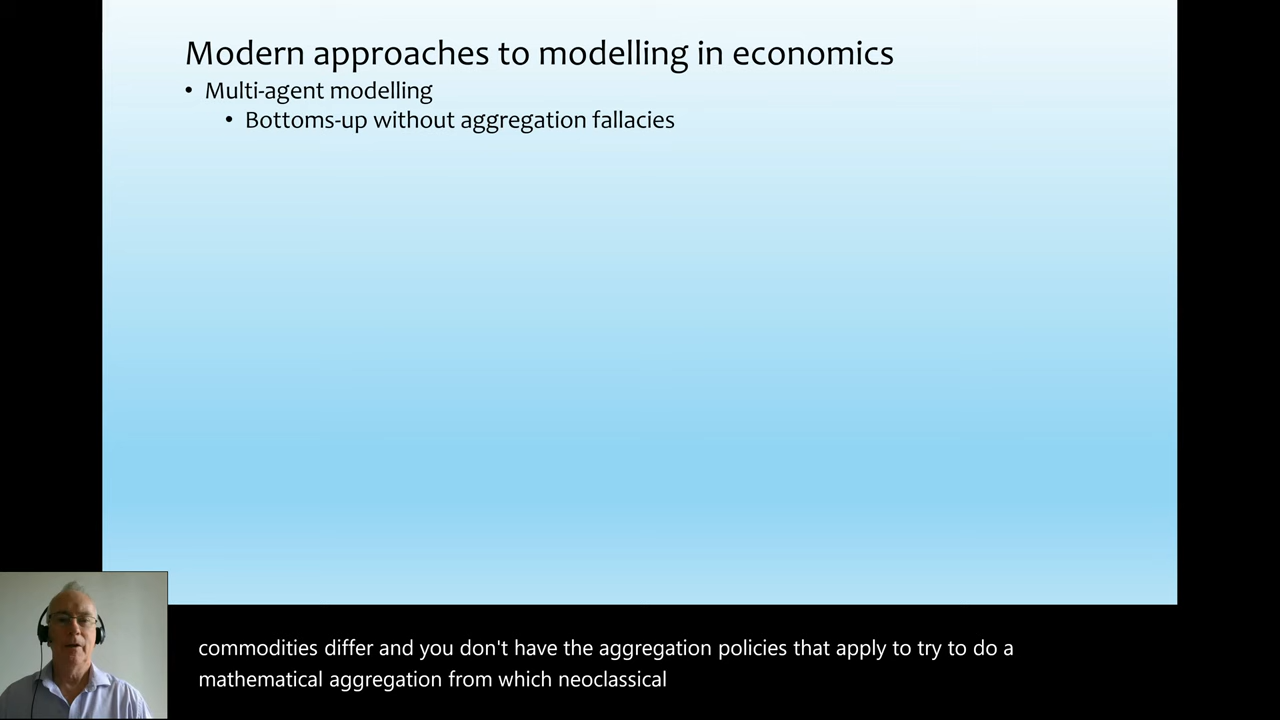 Modern approaches to modelling in economics
• Multi-agent modelling
• Bottoms-up without aggregation fallacies
commodities differ and you don't have the aggregation policies that apply to try to do a
mathematical aggregation from which neoclassical